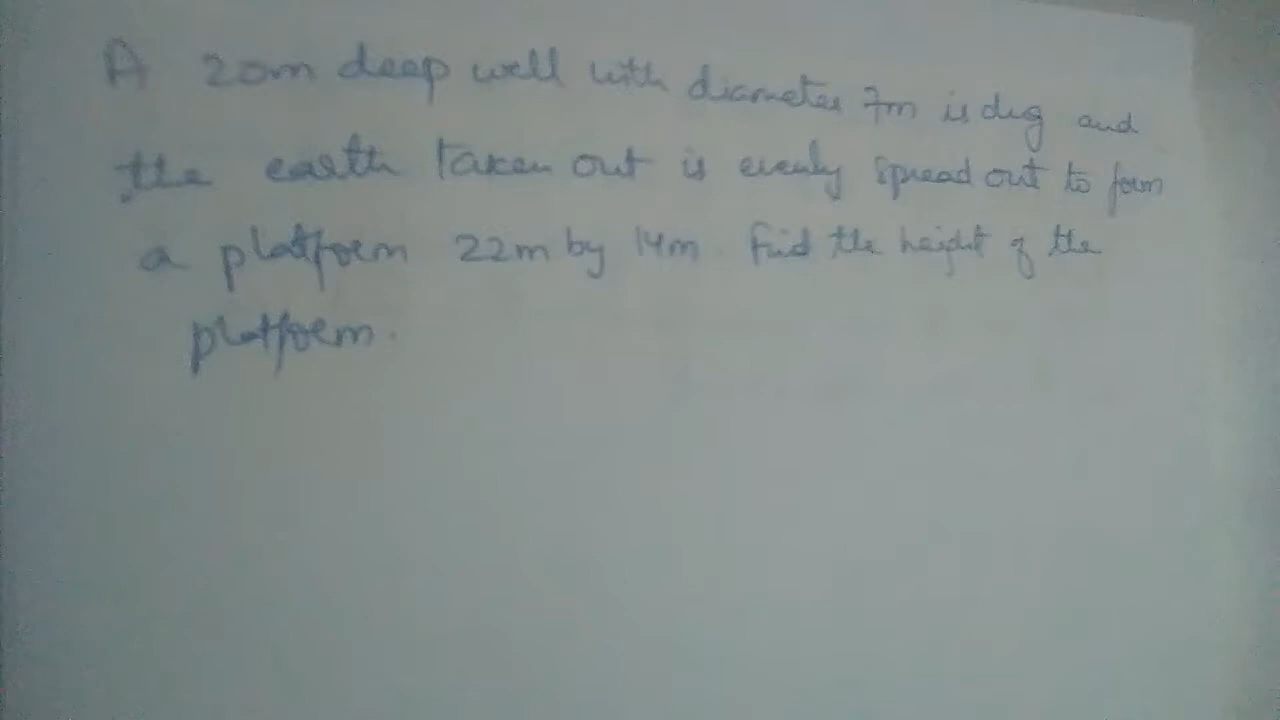 A 20m deep well with diameter 7m is dug and
the earth taken out is evenly spread out to form
a platform 22m by 14m. Find the height of the
platform.